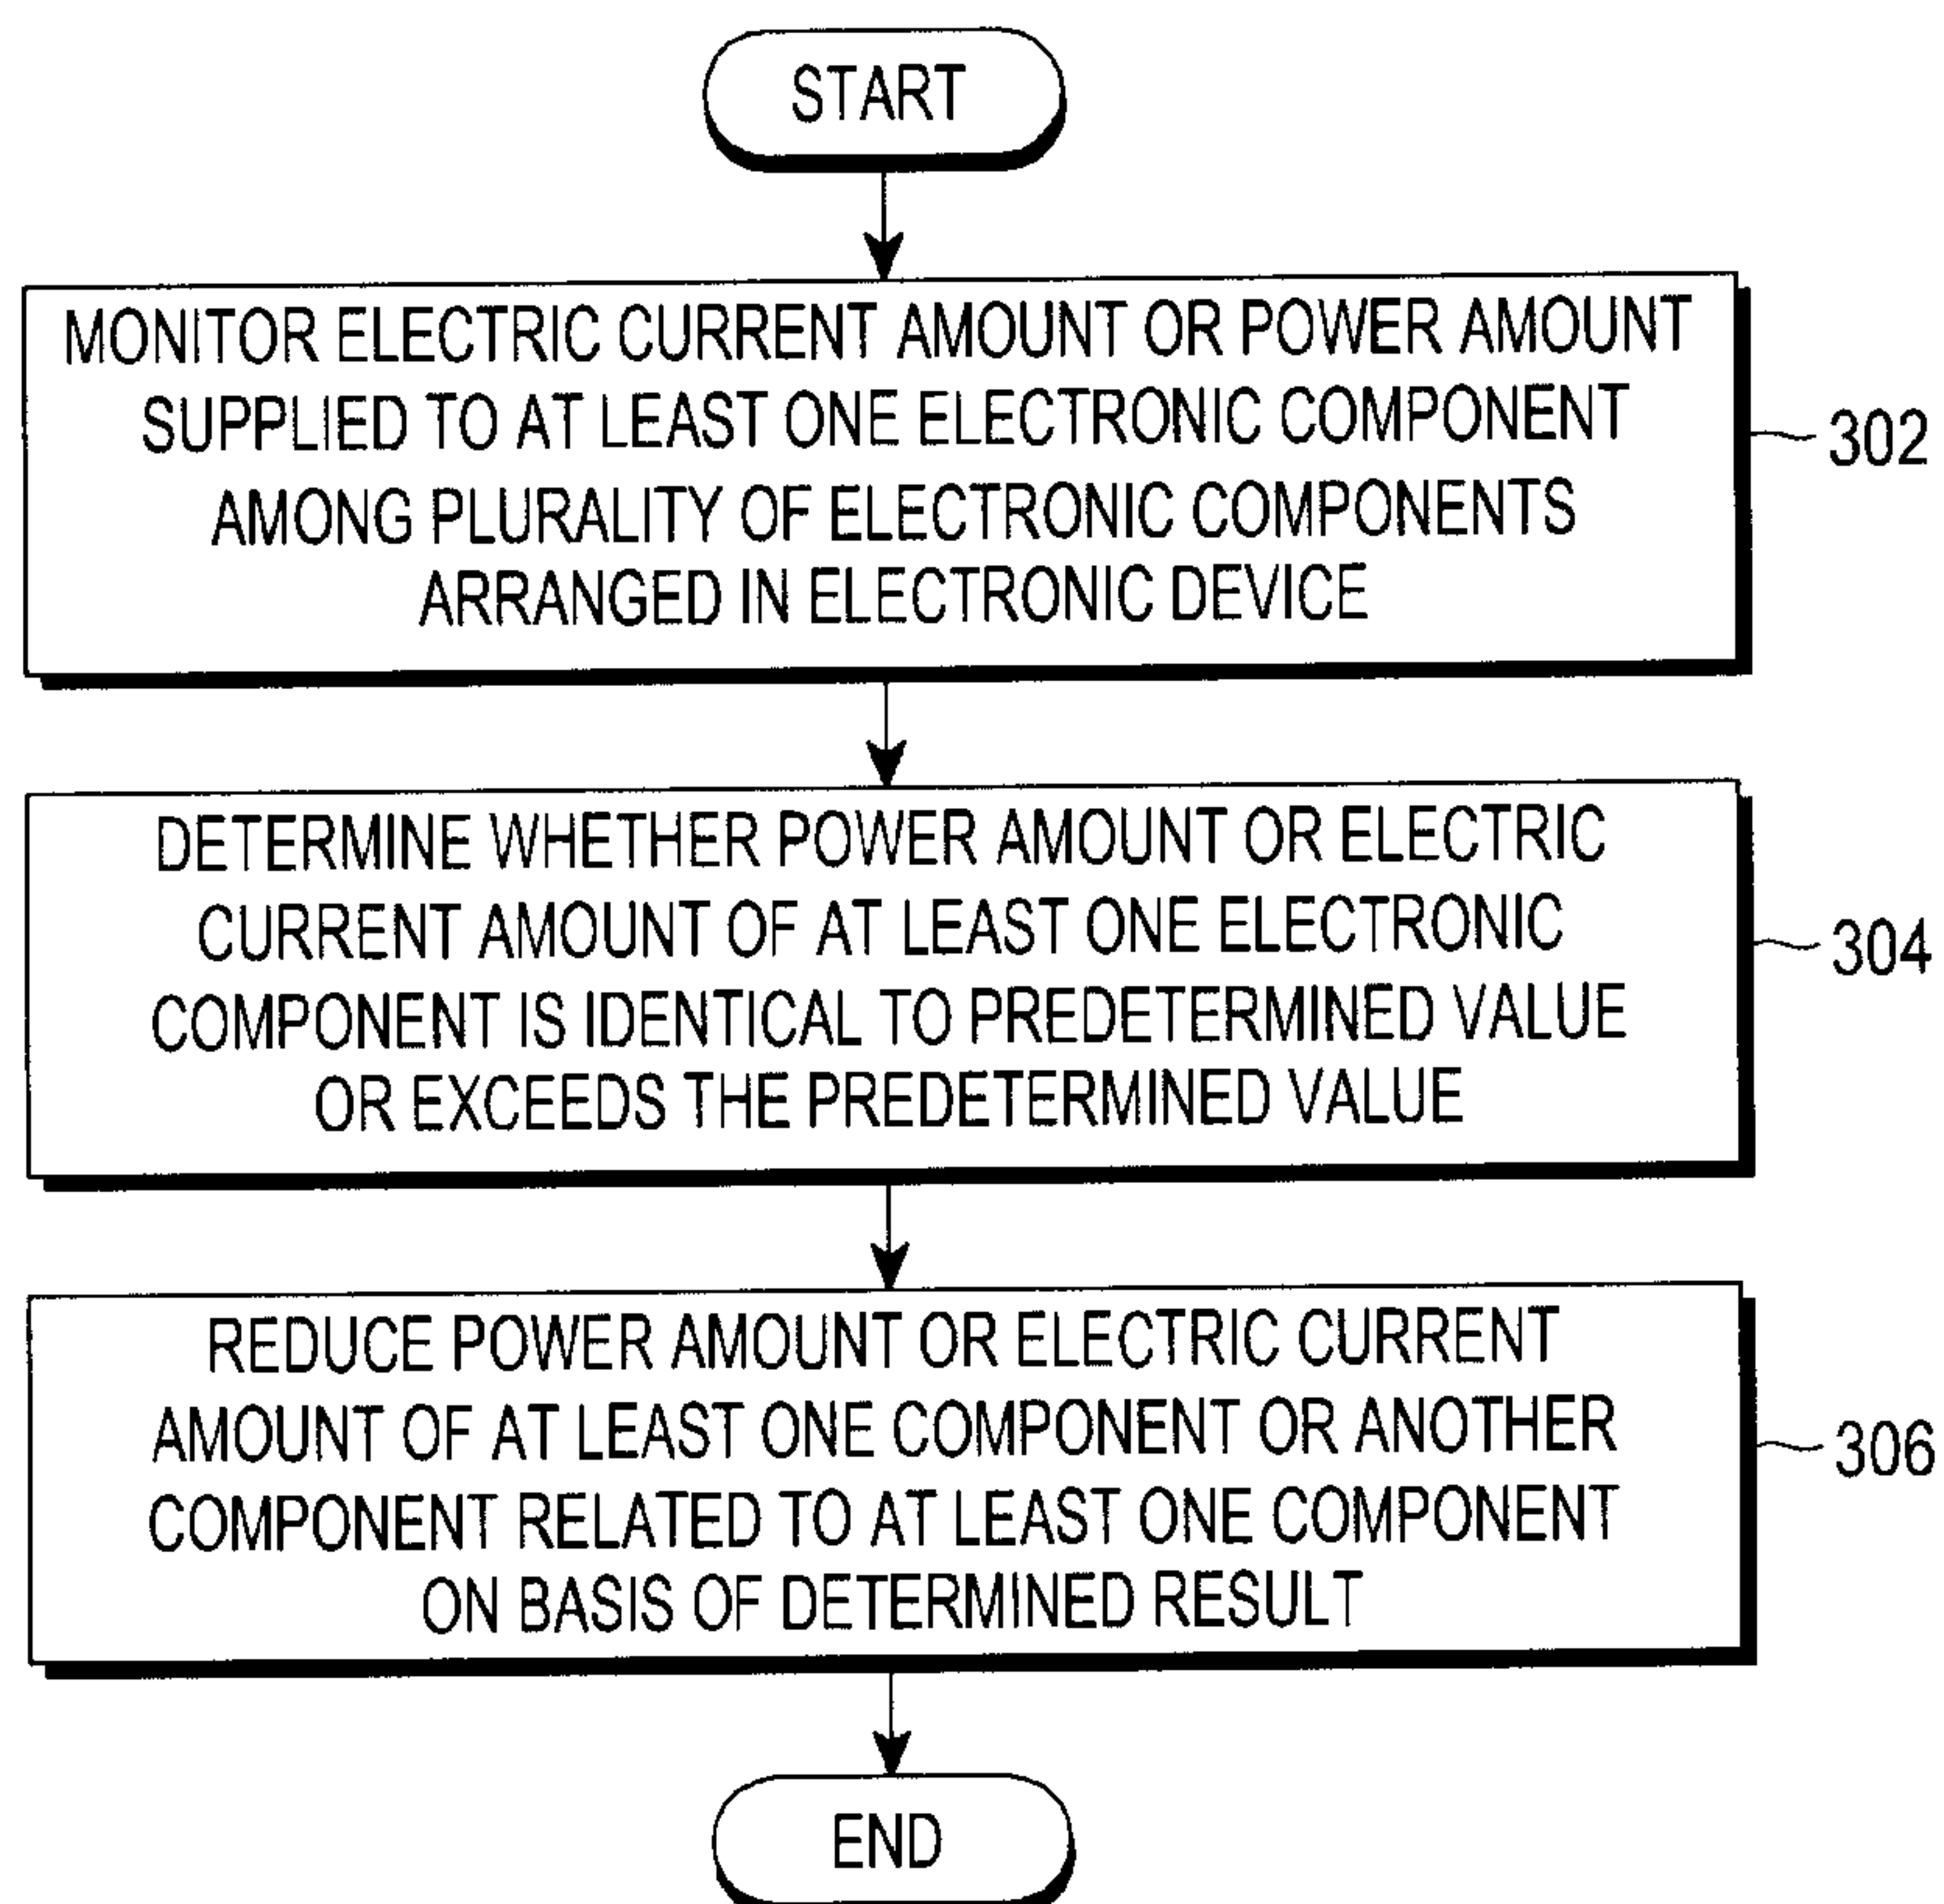 START
MONITOR ELECTRIC CURRENT AMOUNT OR POWER AMOUNT
SUPPLIED TO AT LEAST ONE ELECTRONIC COMPONENT
AMONG PLURALITY OF ELECTRONIC COMPONENTS
ARRANGED IN ELECTRONIC DEVICE
302
DETERMINE WHETHER POWER AMOUNT OR ELECTRIC
CURRENT AMOUNT OF AT LEAST ONE ELECTRONIC
COMPONENT IS IDENTICAL TO PREDETERMINED VALUE
OR EXCEEDS THE PREDETERMINED VALUE
304
REDUCE POWER AMOUNT OR ELECTRIC CURRENT
AMOUNT OF AT LEAST ONE COMPONENT OR ANOTHER
COMPONENT RELATED TO AT LEAST ONE COMPONENT
ON BASIS OF DETERMINED RESULT
306
END